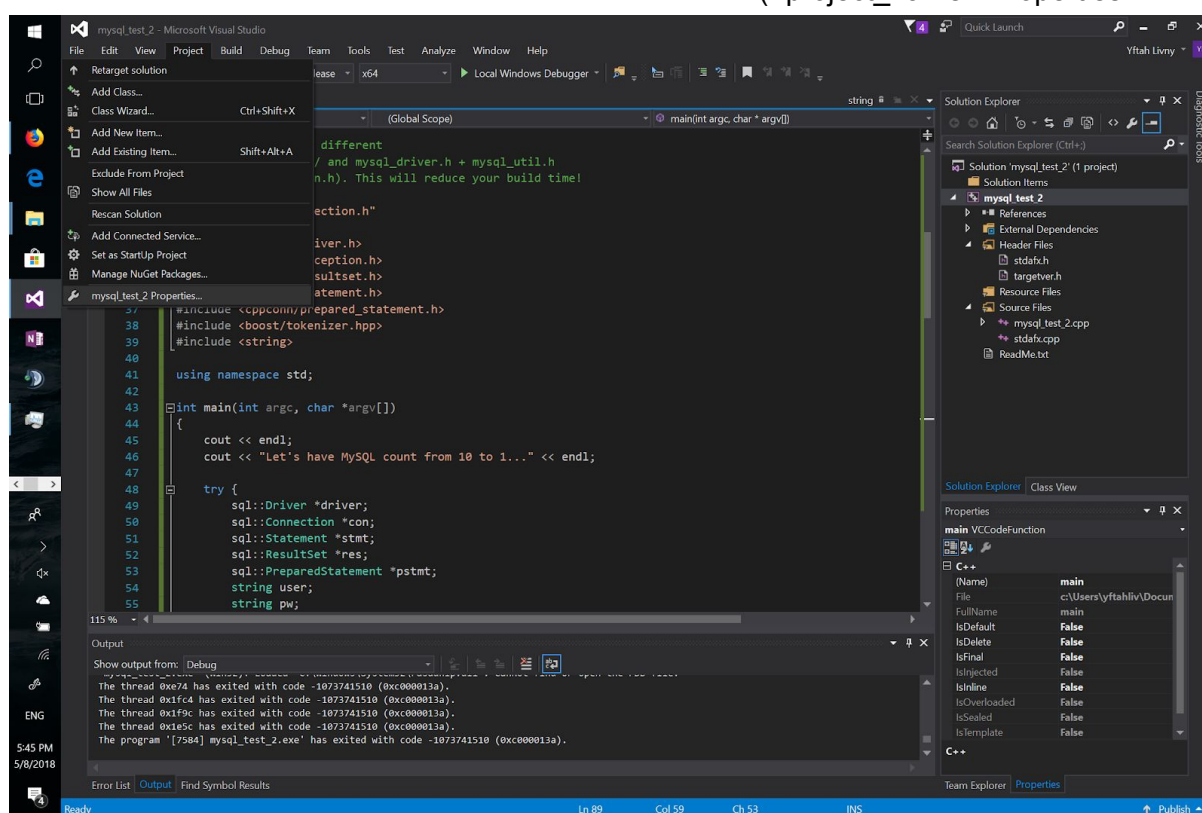 mysql_test_2 - Microsoft Visual Studio
4
Quick Launch
File Edit View Project Build Debug Team Tools Test Analyze Window Help
Yftah Livny
Retarget solution
Add Class...
Class Wizard... Ctrl+Shift+X
Add New Item...
Add Existing Item... Shift+Alt+A
Exclude From Project
Show All Files
Rescan Solution
Add Connected Service...
Set as StartUp Project
Manage NuGet Packages...
mysql_test_2 Properties...
lease x64 Local Windows Debugger
string
(Global Scope) main(int argc, char * argv[])
different
/ and mysql_driver.h + mysql_util.h
n.h). This will reduce your build time!
ection.h"
iver.h>
ception.h>
sultset.h>
atement.h>
37 #include <cppconn/prepared_statement.h>
38 #include <boost/tokenizer.hpp>
39 #include <string>
40
41 using namespace std;
42
43 int main(int argc, char *argv[])
44 {
45 cout << endl;
46 cout << "Let's have MySQL count from 10 to 1..." << endl;
47
48 try {
49 sql::Driver *driver;
50 sql::Connection *con;
51 sql::Statement *stmt;
52 sql::ResultSet *res;
53 sql::PreparedStatement *pstmt;
54 string user;
55 string pw;
115 %
Output
Show output from: Debug
The thread 0xe74 has exited with code -1073741510 (0xc000013a).
The thread 0x1fc4 has exited with code -1073741510 (0xc000013a).
The thread 0x1f9c has exited with code -1073741510 (0xc000013a).
The thread 0x1e5c has exited with code -1073741510 (0xc000013a).
The program '[7584] mysql_test_2.exe' has exited with code -1073741510 (0xc000013a).
Error List Output Find Symbol Results
Solution Explorer
Search Solution Explorer (Ctrl+;)
Solution 'mysql_test_2' (1 project)
Solution Items
mysql_test_2
References
External Dependencies
Header Files
stdafx.h
targetver.h
Resource Files
Source Files
mysql_test_2.cpp
stdafx.cpp
ReadMe.txt
Solution Explorer Class View
Diagnostic Tools
Properties
main VCCodeFunction
C++
(Name) main
File c:\Users\yftahliv\Docum
FullName main
IsDefault False
IsDelete False
IsFinal False
IsInjected False
IsInline False
IsOverloaded False
IsSealed False
IsTemplate False
C++
Team Explorer Properties
Ready Ln 89 Col 59 Ch 53 INS Publish
ENG
5:45 PM
5/8/2018
4